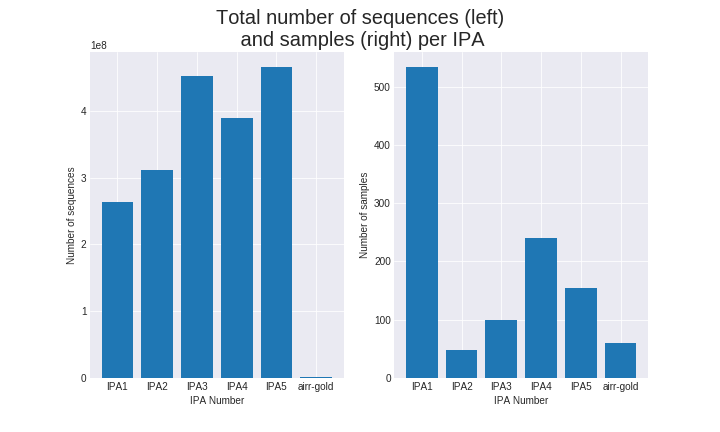 Total number of sequences (left)
and samples (right) per IPA
1e8
4
3
2
1
0
Number of sequences
IPA1 IPA2 IPA3 IPA4 IPA5 airr-gold
IPA Number
500
400
300
200
100
0
Number of samples
IPA1 IPA2 IPA3 IPA4 IPA5 airr-gold
IPA Number